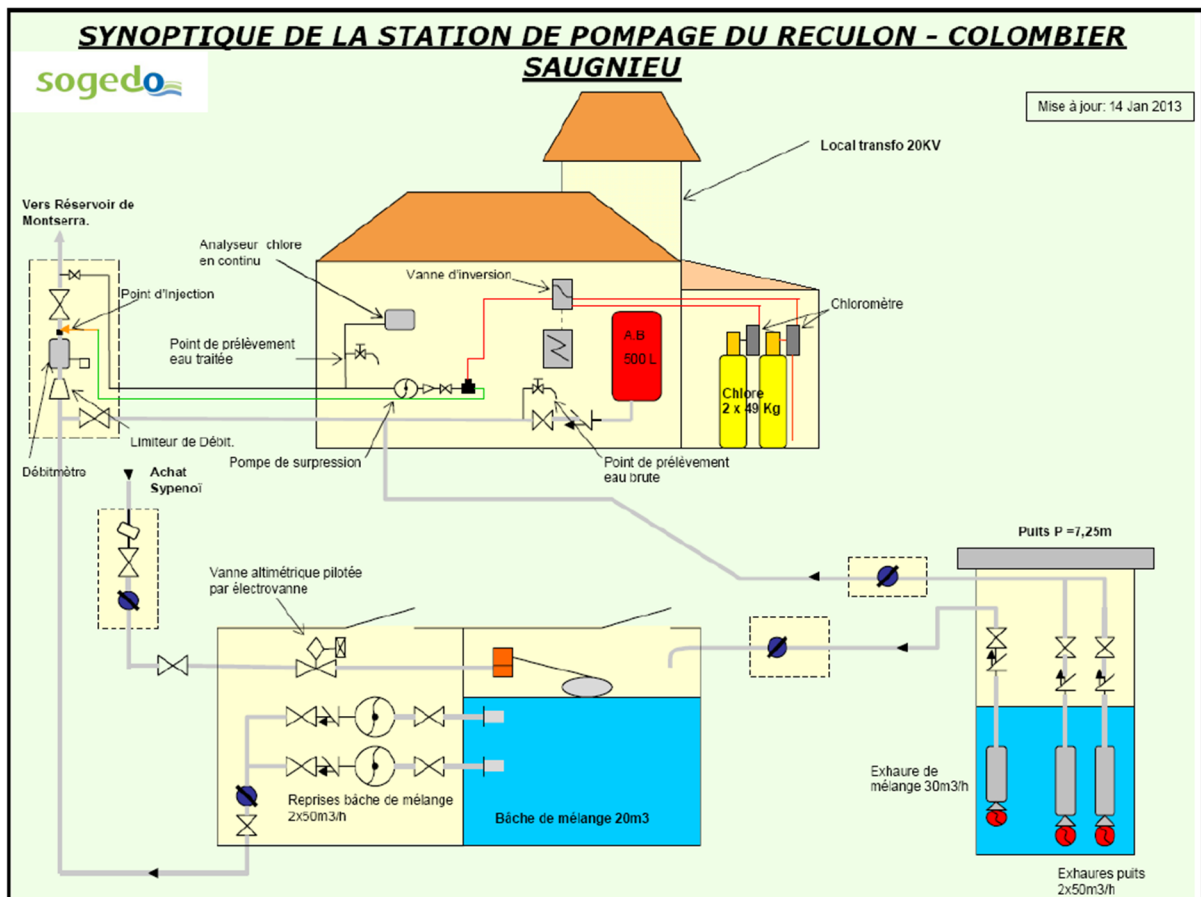 SYNOPTIQUE DE LA STATION DE POMPAGE DU RECULON - COLOMBIER
SAUGNIEU
sogedo
Mise à jour: 14 Jan 2013
Local transfo 20KV
Vers Réservoir de
Montserra.
Analyseur chlore
en continu
Vanne d'inversion
Point d'Injection
Chloromètre
Point de prélèvement
eau traitée
A.B
500 L
Chlore
2 x 49 Kg
Limiteur de Débit.
Débitmètre
Pompe de surpression
Point de prélèvement
eau brute
Achat
Sypenoï
Puits P =7,25m
Vanne altimétrique pilotée
par électrovanne
Exhaure de
mélange 30m3/h
Reprises bâche de mélange
2x50m3/h
Bâche de mélange 20m3
Exhaures puits
2x50m3/h